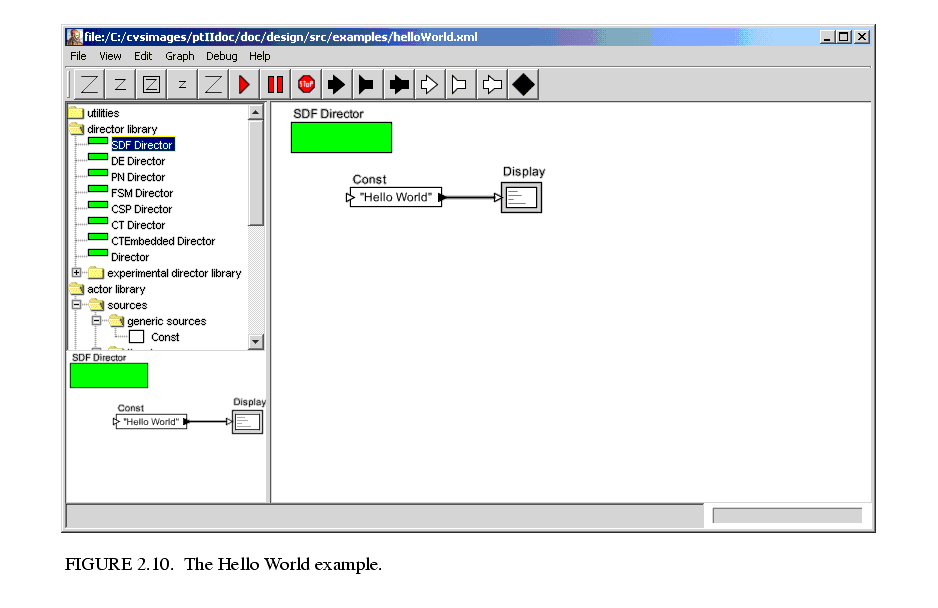 file:/C:/cvsimages/ptIIdoc/doc/design/src/examples/helloWorld.xml
File View Edit Graph Debug Help
Z Z Z Z Z STOP
utilities
director library
SDF Director
DE Director
PN Director
FSM Director
CSP Director
CT Director
CTEmbedded Director
Director
experimental director library
actor library
sources
generic sources
Const
SDF Director
Const
"Hello World"
Display
SDF Director
Const
"Hello World"
Display
FIGURE 2.10. The Hello World example.